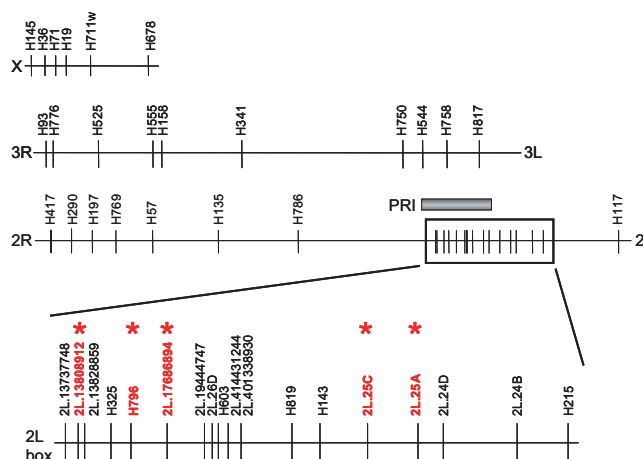 H145 H36 H71 H19 H711w H678
X
H93 H776 H525 H555 H158 H341 H750 H544 H758 H817
3R 3L
PRI
H417 H290 H197 H769 H57 H135 H786 H117
2R 2
* * * * *
2L.13737748 2L.13808912 2L.13828859 H325 H796 2L.17686894 2L.19444747 2L.26D H603 2L.414431244 2L.401338930 H819 H143 2L.25C 2L.25A 2L.24D 2L.24B H215
2L
box